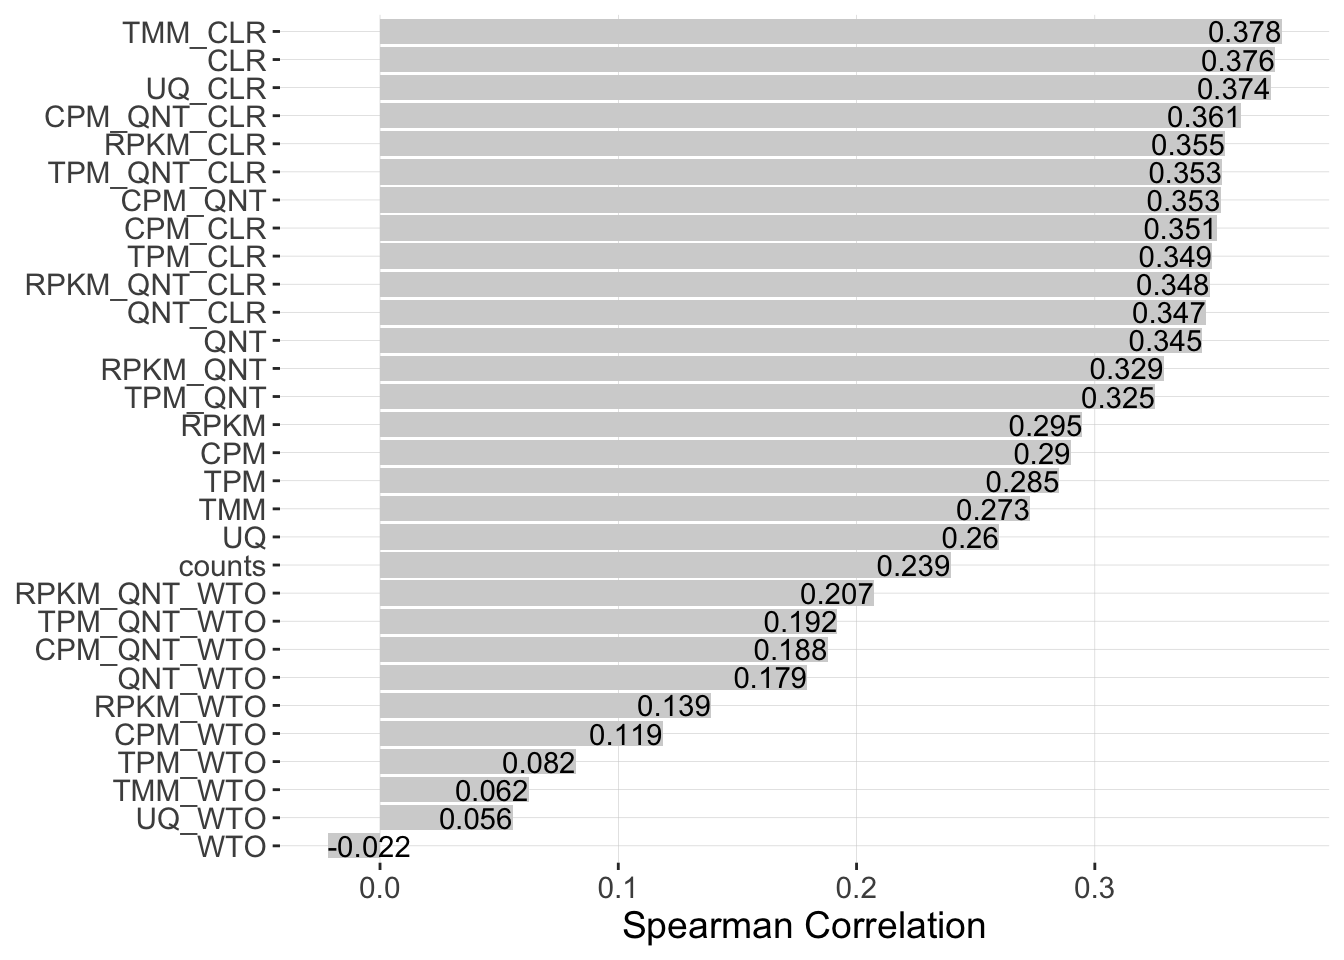 TMM_CLR 0.378
CLR 0.376
UQ_CLR 0.374
CPM_QNT_CLR 0.361
RPKM_CLR 0.355
TPM_QNT_CLR 0.353
CPM_QNT 0.353
CPM_CLR 0.351
TPM_CLR 0.349
RPKM_QNT_CLR 0.348
QNT_CLR 0.347
QNT 0.345
RPKM_QNT 0.329
TPM_QNT 0.325
RPKM 0.295
CPM 0.29
TPM 0.285
TMM 0.273
UQ 0.26
counts 0.239
RPKM_QNT_WTO 0.207
TPM_QNT_WTO 0.192
CPM_QNT_WTO 0.188
QNT_WTO 0.179
RPKM_WTO 0.139
CPM_WTO 0.119
TPM_WTO 0.082
TMM_WTO 0.062
UQ_WTO 0.056
WTO -0.022
0.0 0.1 0.2 0.3
Spearman Correlation